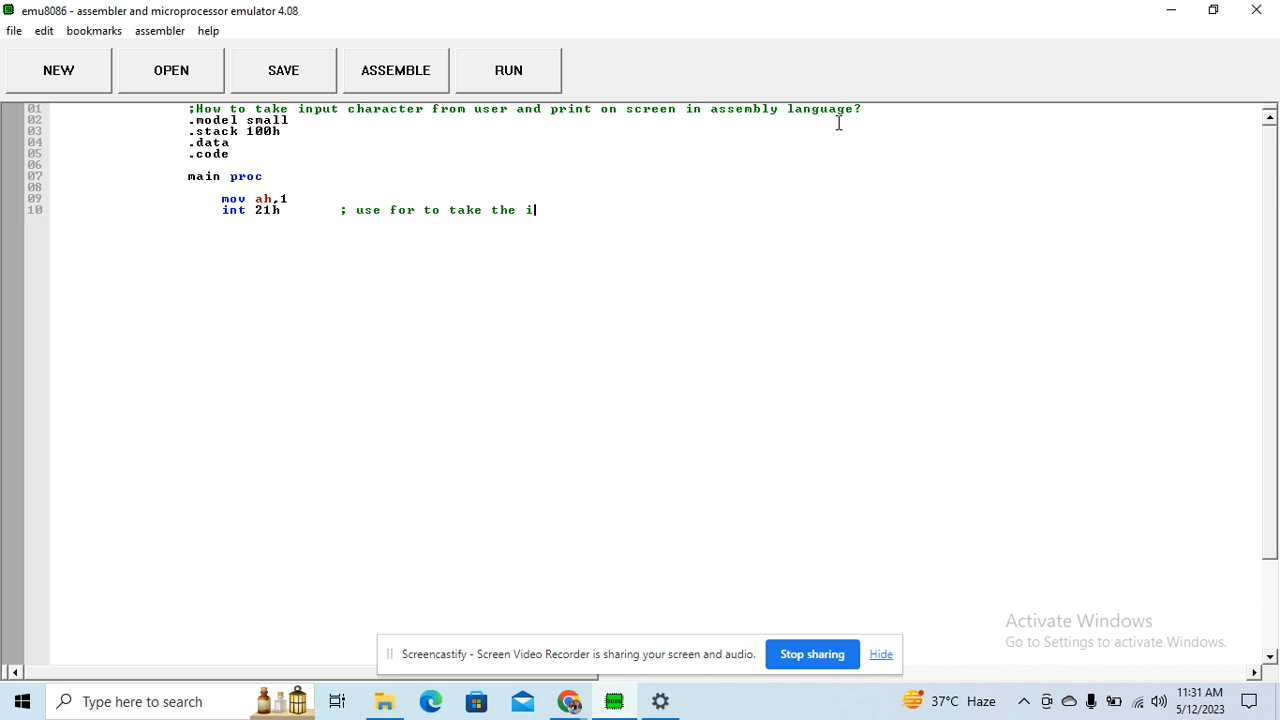 emu8086 - assembler and microprocessor emulator 4.08
file edit bookmarks assembler help
NEW OPEN SAVE ASSEMBLE RUN
01 ;How to take input character from user and print on screen in assembly language?
02 .model small
03 .stack 100h
04 .data
05 .code
06
07 main proc
08
09 mov ah,1
10 int 21h ; use for to take the i
Activate Windows
Go to Settings to activate Windows.
Screencastify - Screen Video Recorder is sharing your screen and audio. Stop sharing Hide
Type here to search
37°C Haze
11:31 AM
5/12/2023